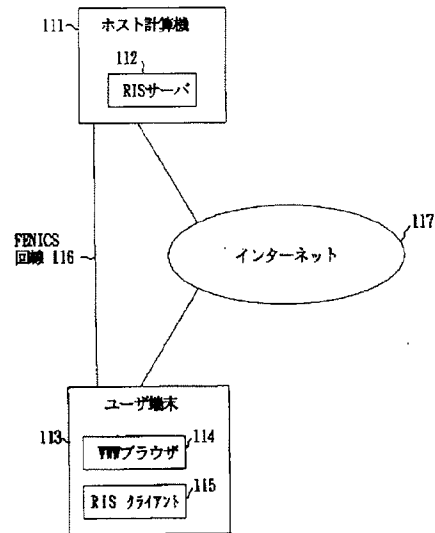 111
ホスト計算機
112
RISサーバ
117
FENICS
回線 116
インターネット
ユーザ端末
113
WWWブラウザ
114
RIS クライアント
115